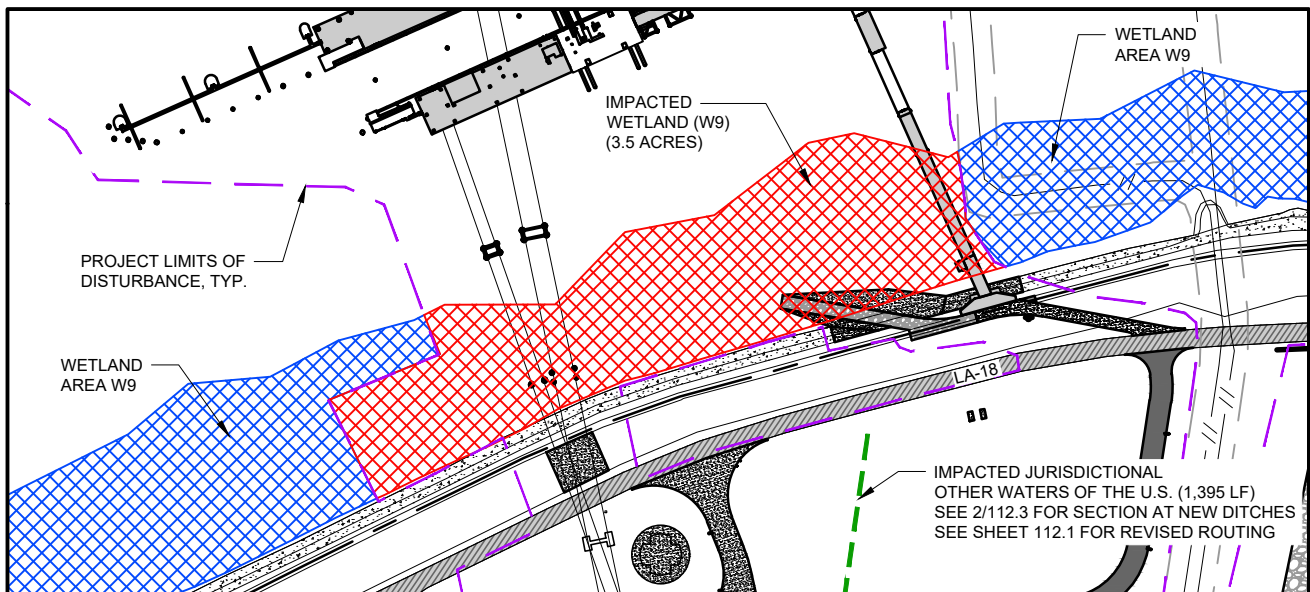 WETLAND
AREA W9
IMPACTED
WETLAND (W9)
(3.5 ACRES)
PROJECT LIMITS OF
DISTURBANCE, TYP.
WETLAND
AREA W9
LA-18
IMPACTED JURISDICTIONAL
OTHER WATERS OF THE U.S. (1,395 LF)
SEE 2/112.3 FOR SECTION AT NEW DITCHES
SEE SHEET 112.1 FOR REVISED ROUTING